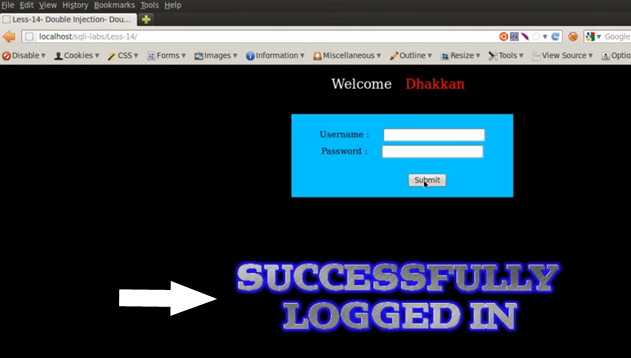 File Edit View History Bookmarks Tools Help
Less-14- Double Injection- Dou...
localhost/sqli-labs/Less-14/
Google
Disable Cookies CSS Forms Images Information Miscellaneous Outline Resize Tools View Source Optio
Welcome Dhakkan
Username :
Password :
Submit
SUCCESSFULLY
LOGGED IN